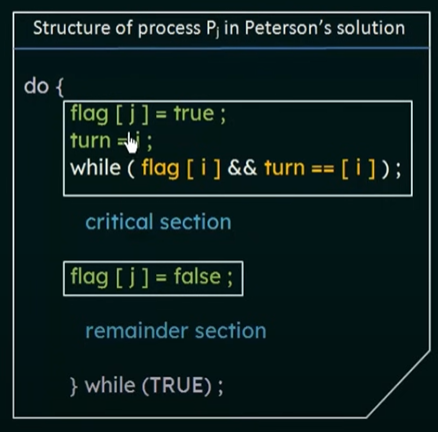 Structure of process Pj in Peterson's solution
do {
flag [ j ] = true ;
turn = i ;
while ( flag [ i ] && turn == [ i ] ) ;
critical section
flag [ j ] = false ;
remainder section
} while (TRUE) ;